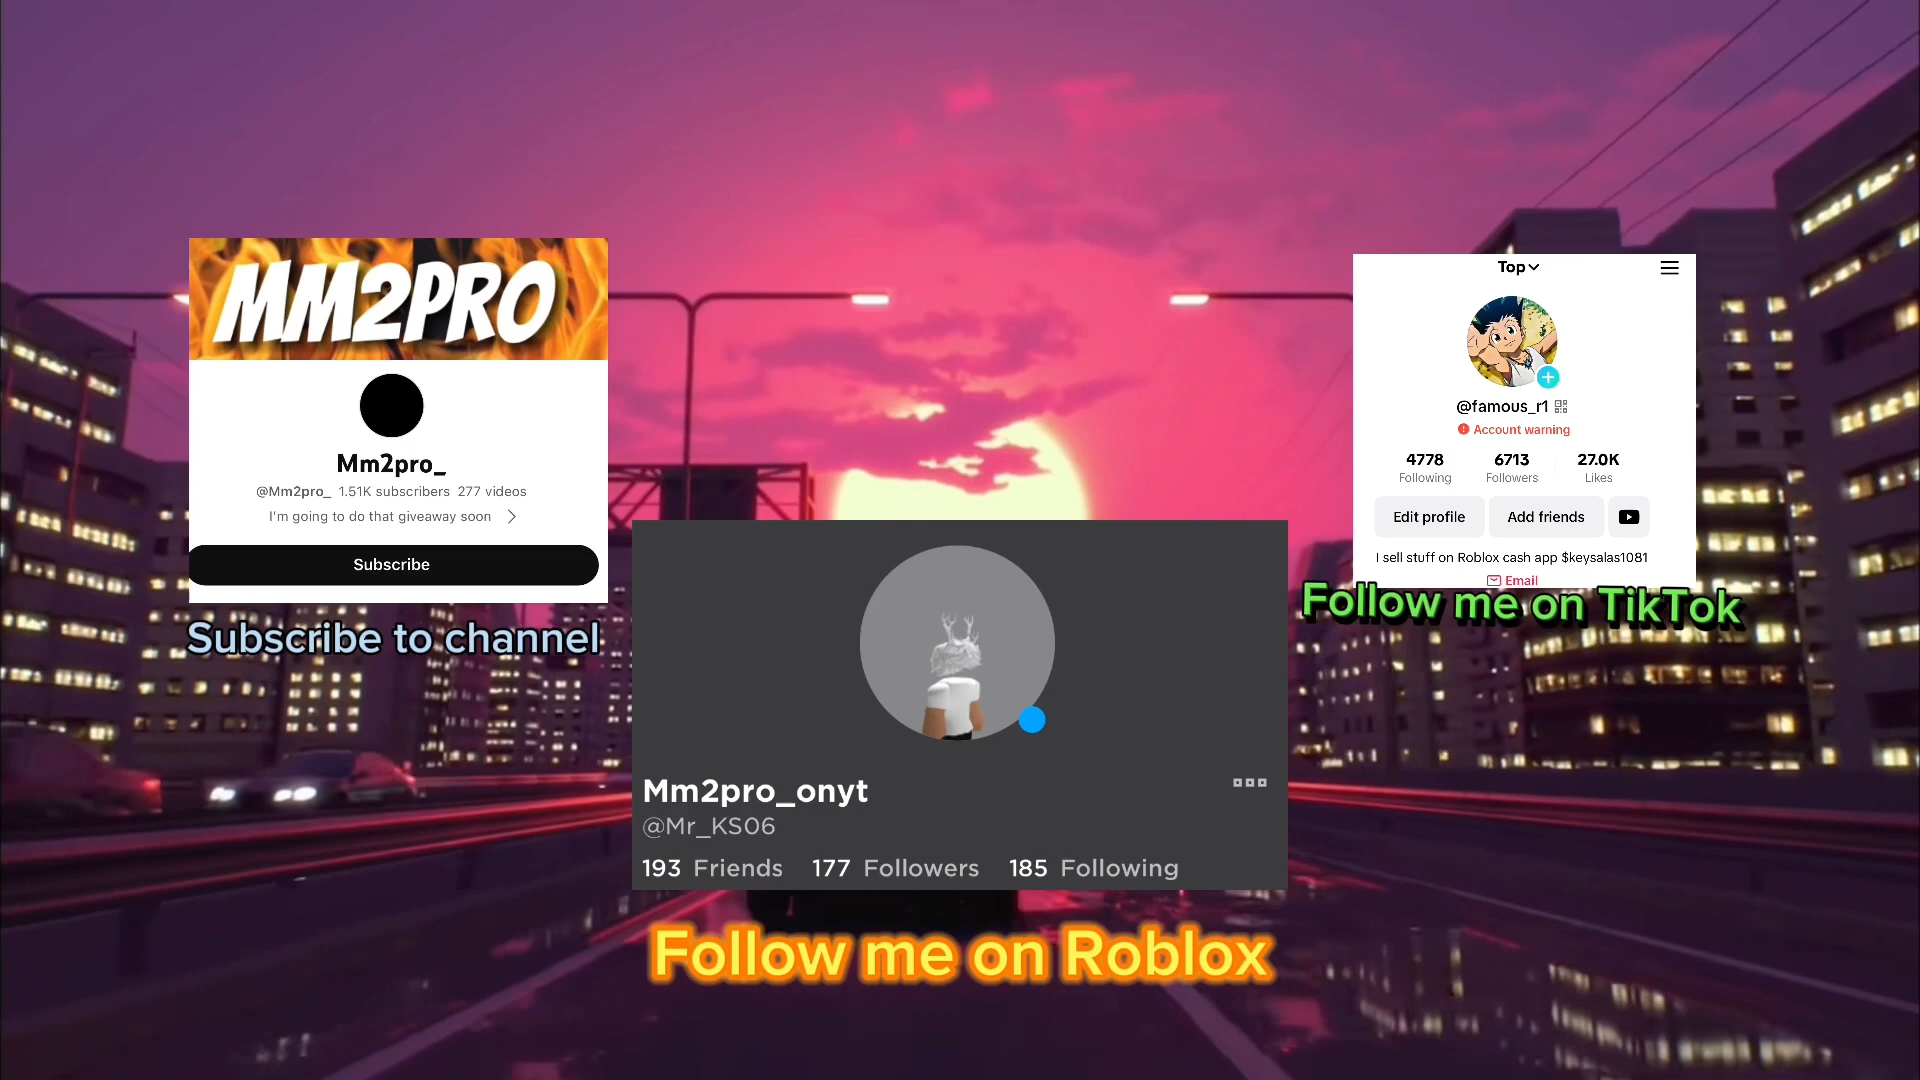 MM2PRO
Mm2pro_
@Mm2pro_ 1.51K subscribers 277 videos
I'm going to do that giveaway soon
Subscribe
Subscribe to channel
Top
@famous_r1
Account warning
4778 6713 27.0K
Following Followers Likes
Edit profile Add friends
I sell stuff on Roblox cash app $keysalas1081
Email
Follow me on TikTok
Mm2pro_onyt
@Mr_KS06
193 Friends 177 Followers 185 Following
Follow me on Roblox